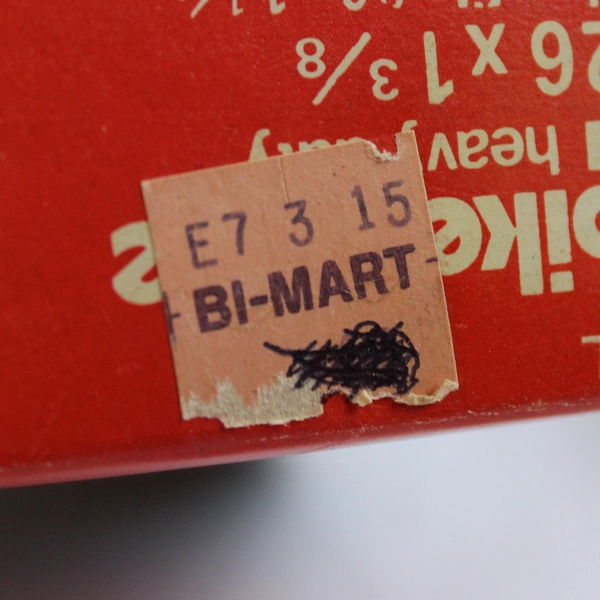 E7 3 15
BI-MART
bike
heavy duty
26 x 1 3/8